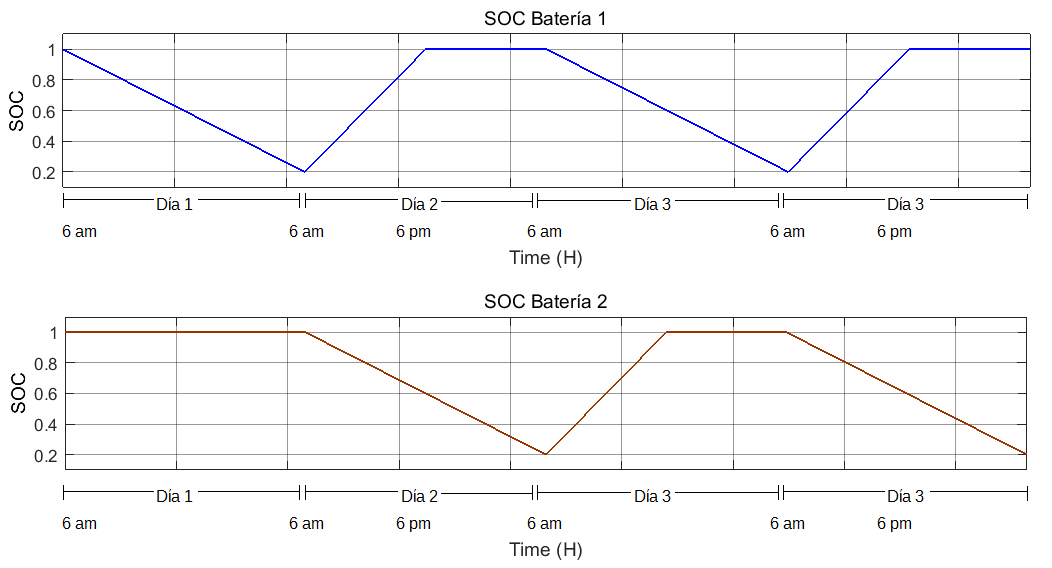 SOC Batería 1
SOC
1
0.8
0.6
0.4
0.2
Día 1 Día 2 Día 3 Día 3
6 am 6 am 6 pm 6 am 6 am 6 pm
Time (H)
SOC Batería 2
SOC
1
0.8
0.6
0.4
0.2
Día 1 Día 2 Día 3 Día 3
6 am 6 am 6 pm 6 am 6 am 6 pm
Time (H)